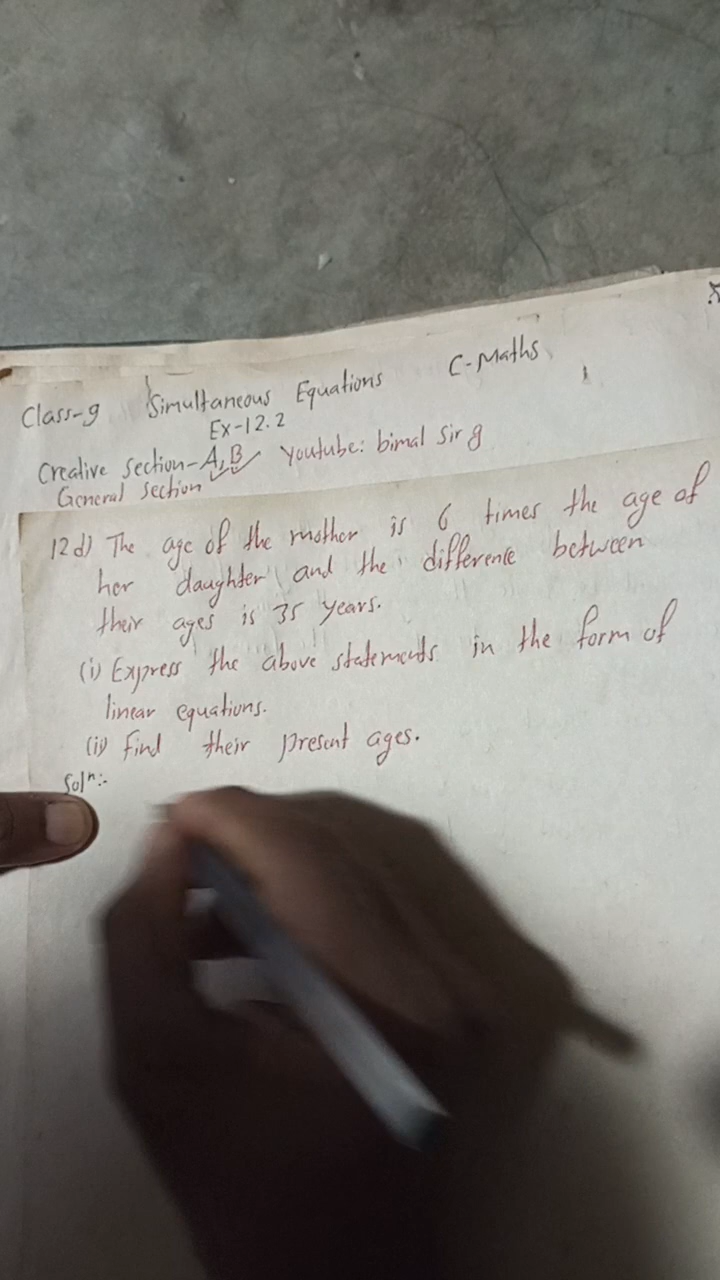 Class-9 Simultaneous Equations C-Maths
Ex-12.2
Creative Section-A,B Youtube: bimal sir g
General Section
12d) The age of the mother is 6 times the age of
her daughter and the difference between
their ages is 35 years.
(i) Express the above statements in the form of
linear equations.
(ii) Find their present ages.
Solⁿ:-